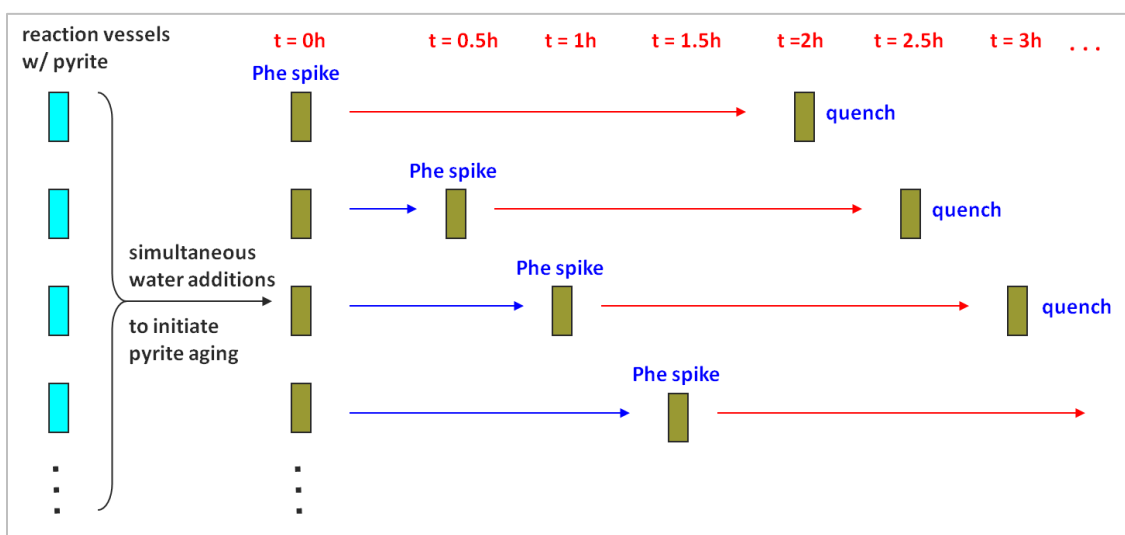 reaction vessels
w/ pyrite
t = 0h
t = 0.5h
t = 1h
t = 1.5h
t =2h
t = 2.5h
t = 3h
. . .
Phe spike
quench
Phe spike
quench
simultaneous
water additions
to initiate
pyrite aging
Phe spike
quench
Phe spike